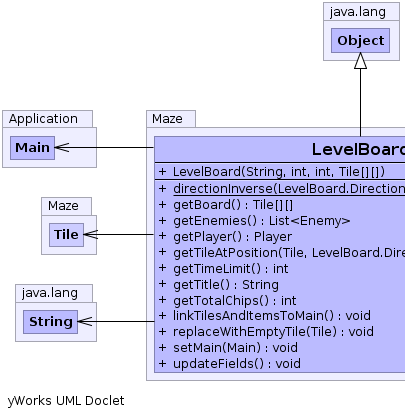 java.lang
Object
Application
Main
Maze
LevelBoard
+ LevelBoard(String, int, int, Tile[][])
+ directionInverse(LevelBoard.Direction
+ getBoard() : Tile[][]
+ getEnemies() : List<Enemy>
+ getPlayer() : Player
+ getTileAtPosition(Tile, LevelBoard.Dire
+ getTimeLimit() : int
+ getTitle() : String
+ getTotalChips() : int
+ linkTilesAndItemsToMain() : void
+ replaceWithEmptyTile(Tile) : void
+ setMain(Main) : void
+ updateFields() : void
Maze
Tile
java.lang
String
yWorks UML Doclet